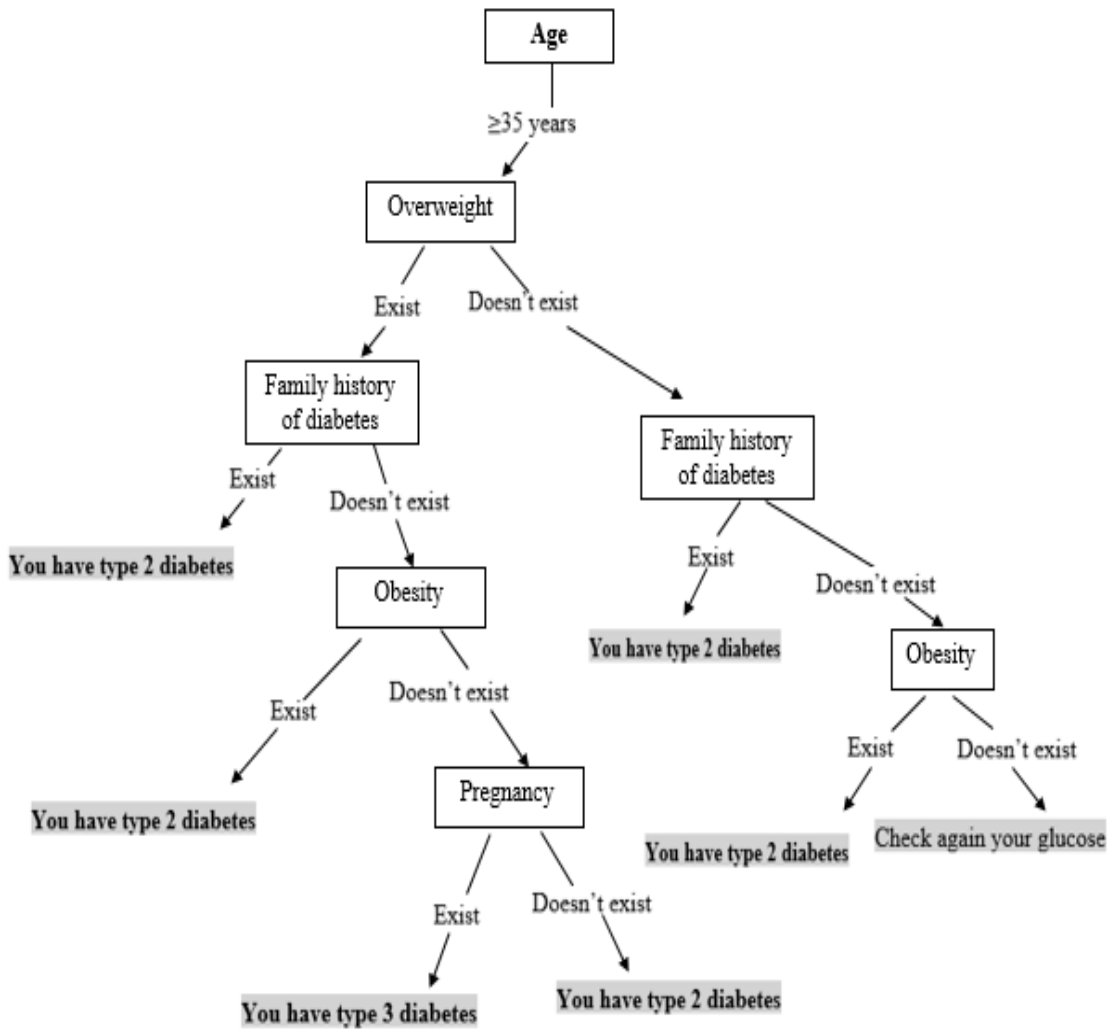 Age
≥35 years
Overweight
Exist
Doesn't exist
Family history
of diabetes
Family history
of diabetes
Exist
Doesn't exist
Exist
Doesn't exist
You have type 2 diabetes
Obesity
You have type 2 diabetes
Obesity
Exist
Doesn't exist
Exist
Doesn't exist
You have type 2 diabetes
Pregnancy
You have type 2 diabetes
Check again your glucose
Exist
Doesn't exist
You have type 3 diabetes
You have type 2 diabetes